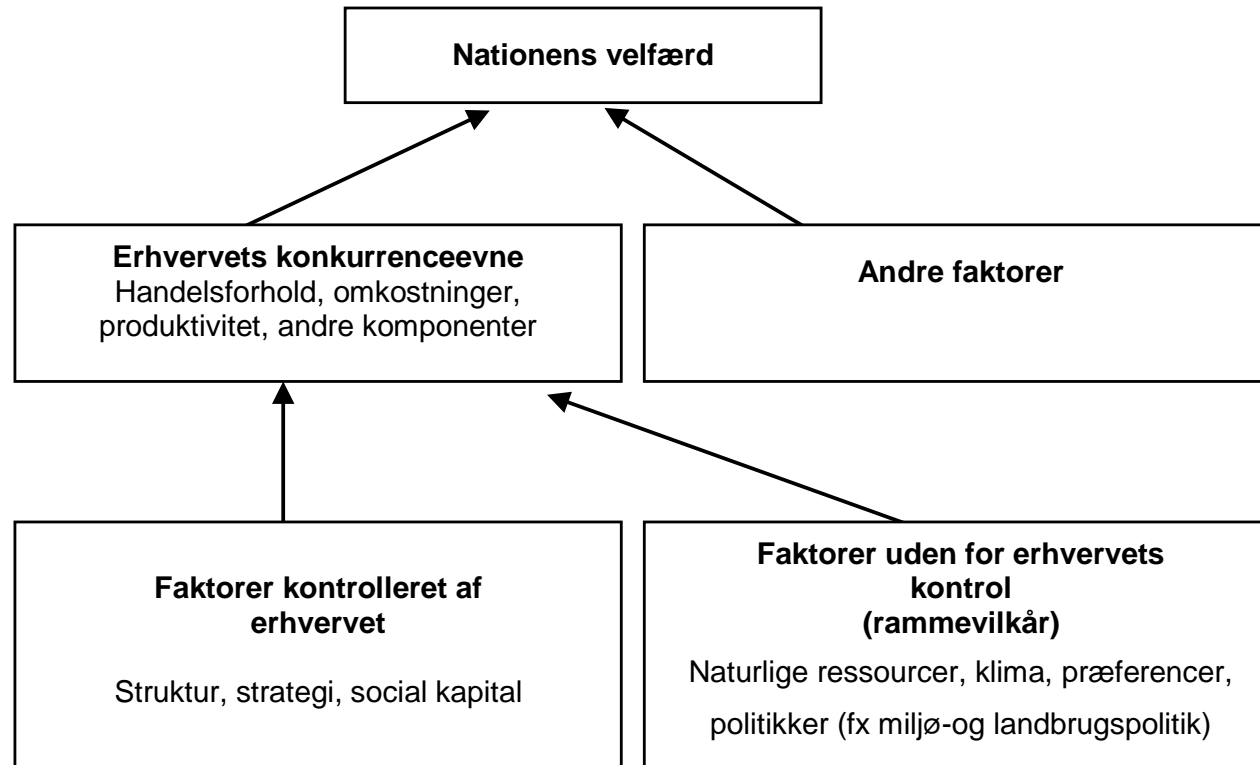 Nationens velfærd
Erhvervets konkurrenceevne
Handelsforhold, omkostninger,
produktivitet, andre komponenter
Andre faktorer
Faktorer kontrolleret af
erhvervet
Struktur, strategi, social kapital
Faktorer uden for erhvervets
kontrol
(rammevilkår)
Naturlige ressourcer, klima, præferencer,
politikker (fx miljø-og landbrugspolitik)